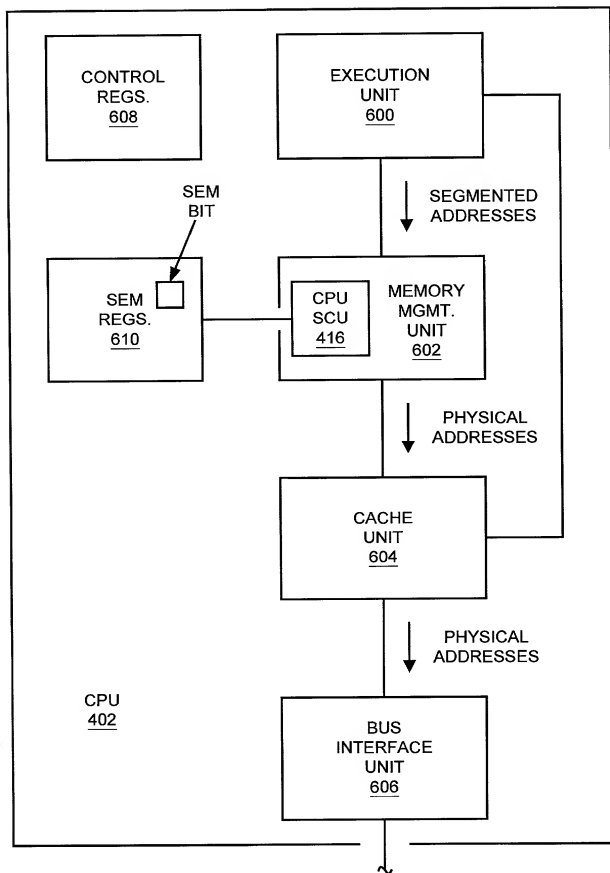 CONTROL
REGS.
608
EXECUTION
UNIT
600
SEM
BIT
SEGMENTED
ADDRESSES
SEM
REGS.
610
CPU
SCU
416
MEMORY
MGMT.
UNIT
602
PHYSICAL
ADDRESSES
CACHE
UNIT
604
PHYSICAL
ADDRESSES
CPU
402
BUS
INTERFACE
UNIT
606